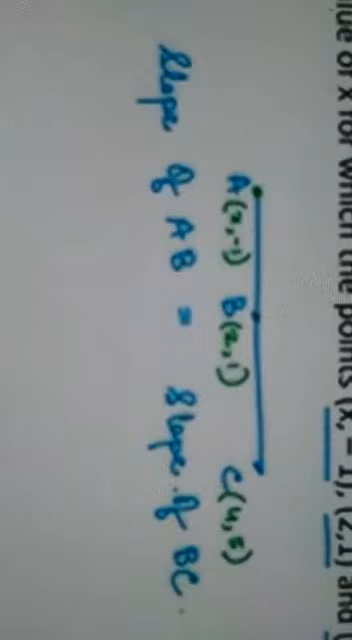 lue of x for which the points (x, – 1), (2,1) and
A(x,-1) B(2,1) C(4,5)
Slope of AB = Slope of BC.